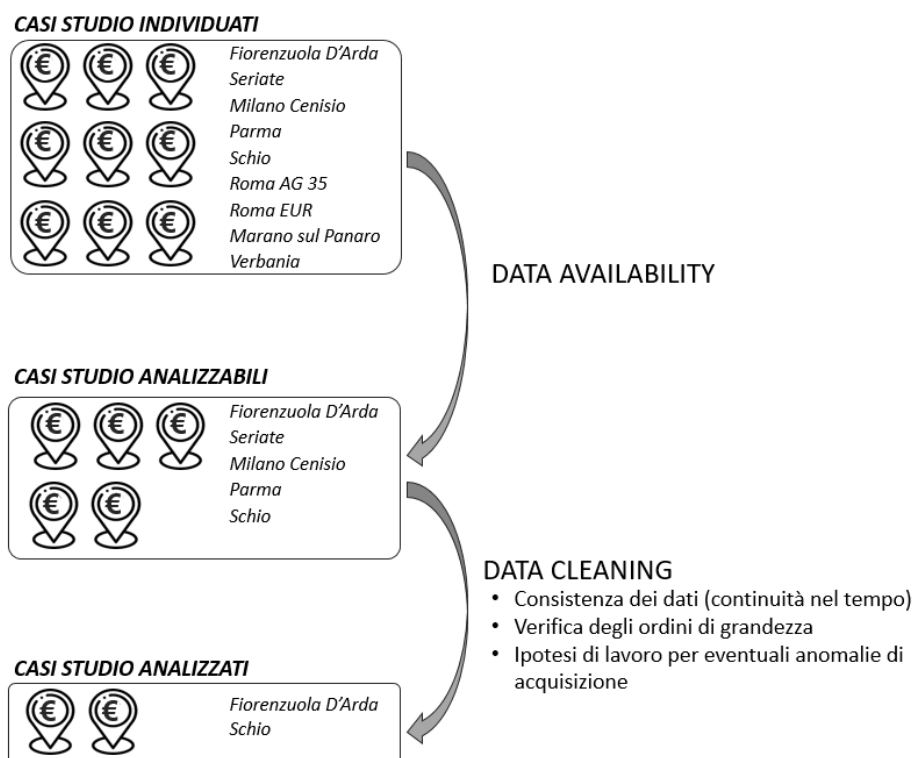 CASI STUDIO INDIVIDUATI
€ € €
€ € €
€ € €
Fiorenzuola D'Arda
Seriate
Milano Cenisio
Parma
Schio
Roma AG 35
Roma EUR
Marano sul Panaro
Verbania
DATA AVAILABILITY
CASI STUDIO ANALIZZABILI
€ € €
€ €
Fiorenzuola D'Arda
Seriate
Milano Cenisio
Parma
Schio
DATA CLEANING
• Consistenza dei dati (continuità nel tempo)
• Verifica degli ordini di grandezza
• Ipotesi di lavoro per eventuali anomalie di
acquisizione
CASI STUDIO ANALIZZATI
€ €
Fiorenzuola D'Arda
Schio